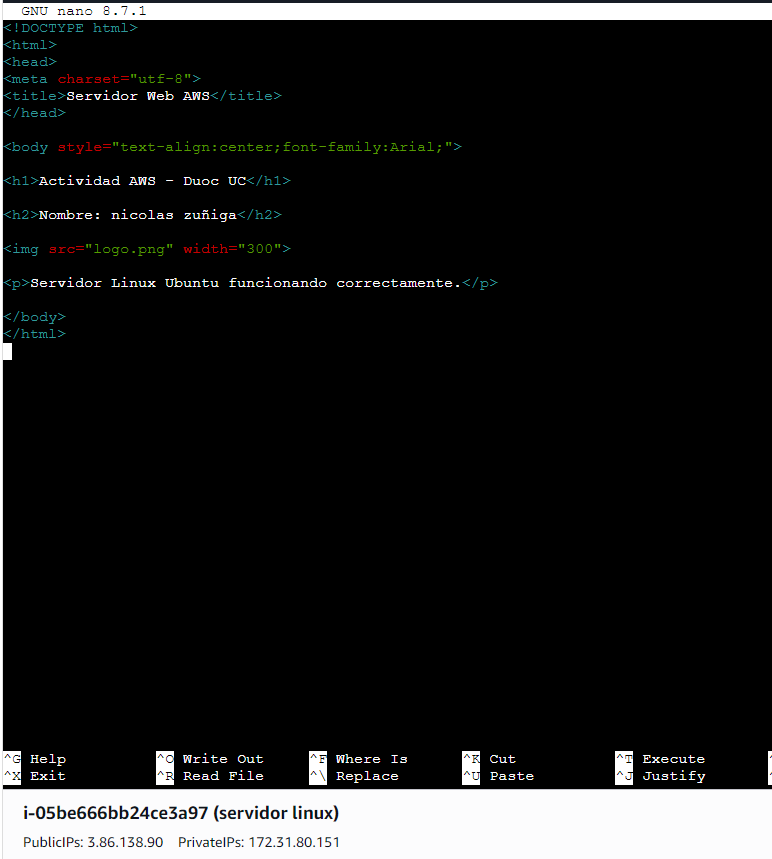 GNU nano 8.7.1
<!DOCTYPE html>
<html>
<head>
<meta charset="utf-8">
<title>Servidor Web AWS</title>
</head>
<body style="text-align:center;font-family:Arial;">
<h1>Actividad AWS - Duoc UC</h1>
<h2>Nombre: nicolas zuñiga</h2>
<img src="logo.png" width="300">
<p>Servidor Linux Ubuntu funcionando correctamente.</p>
</body>
</html>
^G Help ^O Write Out ^F Where Is ^K Cut ^T Execute
^X Exit ^R Read File ^\ Replace ^U Paste ^J Justify
i-05be666bb24ce3a97 (servidor linux)
PublicIPs: 3.86.138.90 PrivateIPs: 172.31.80.151